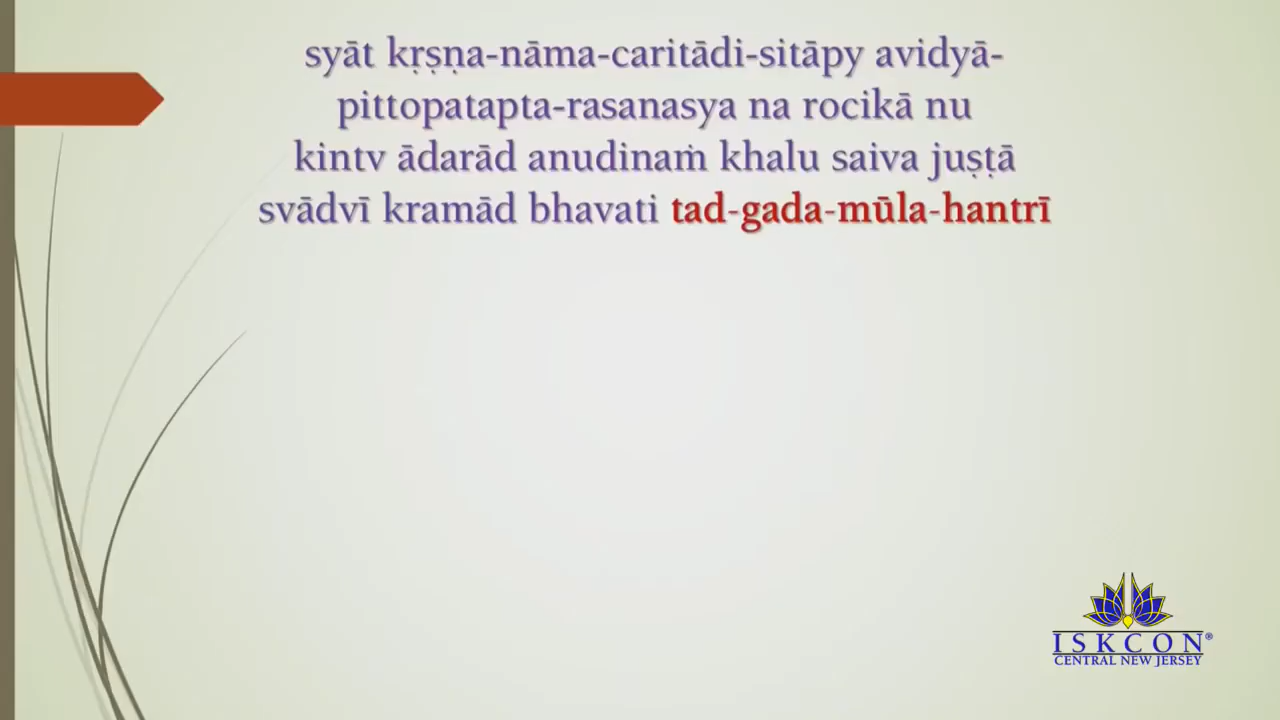 syāt kṛṣṇa-nāma-caritādi-sitāpy avidyā-
pittopatapta-rasanasya na rocikā nu
kintv ādarād anudinaṁ khalu saiva juṣṭā
svādvī kramād bhavati tad-gada-mūla-hantrī
ISKCON®
CENTRAL NEW JERSEY